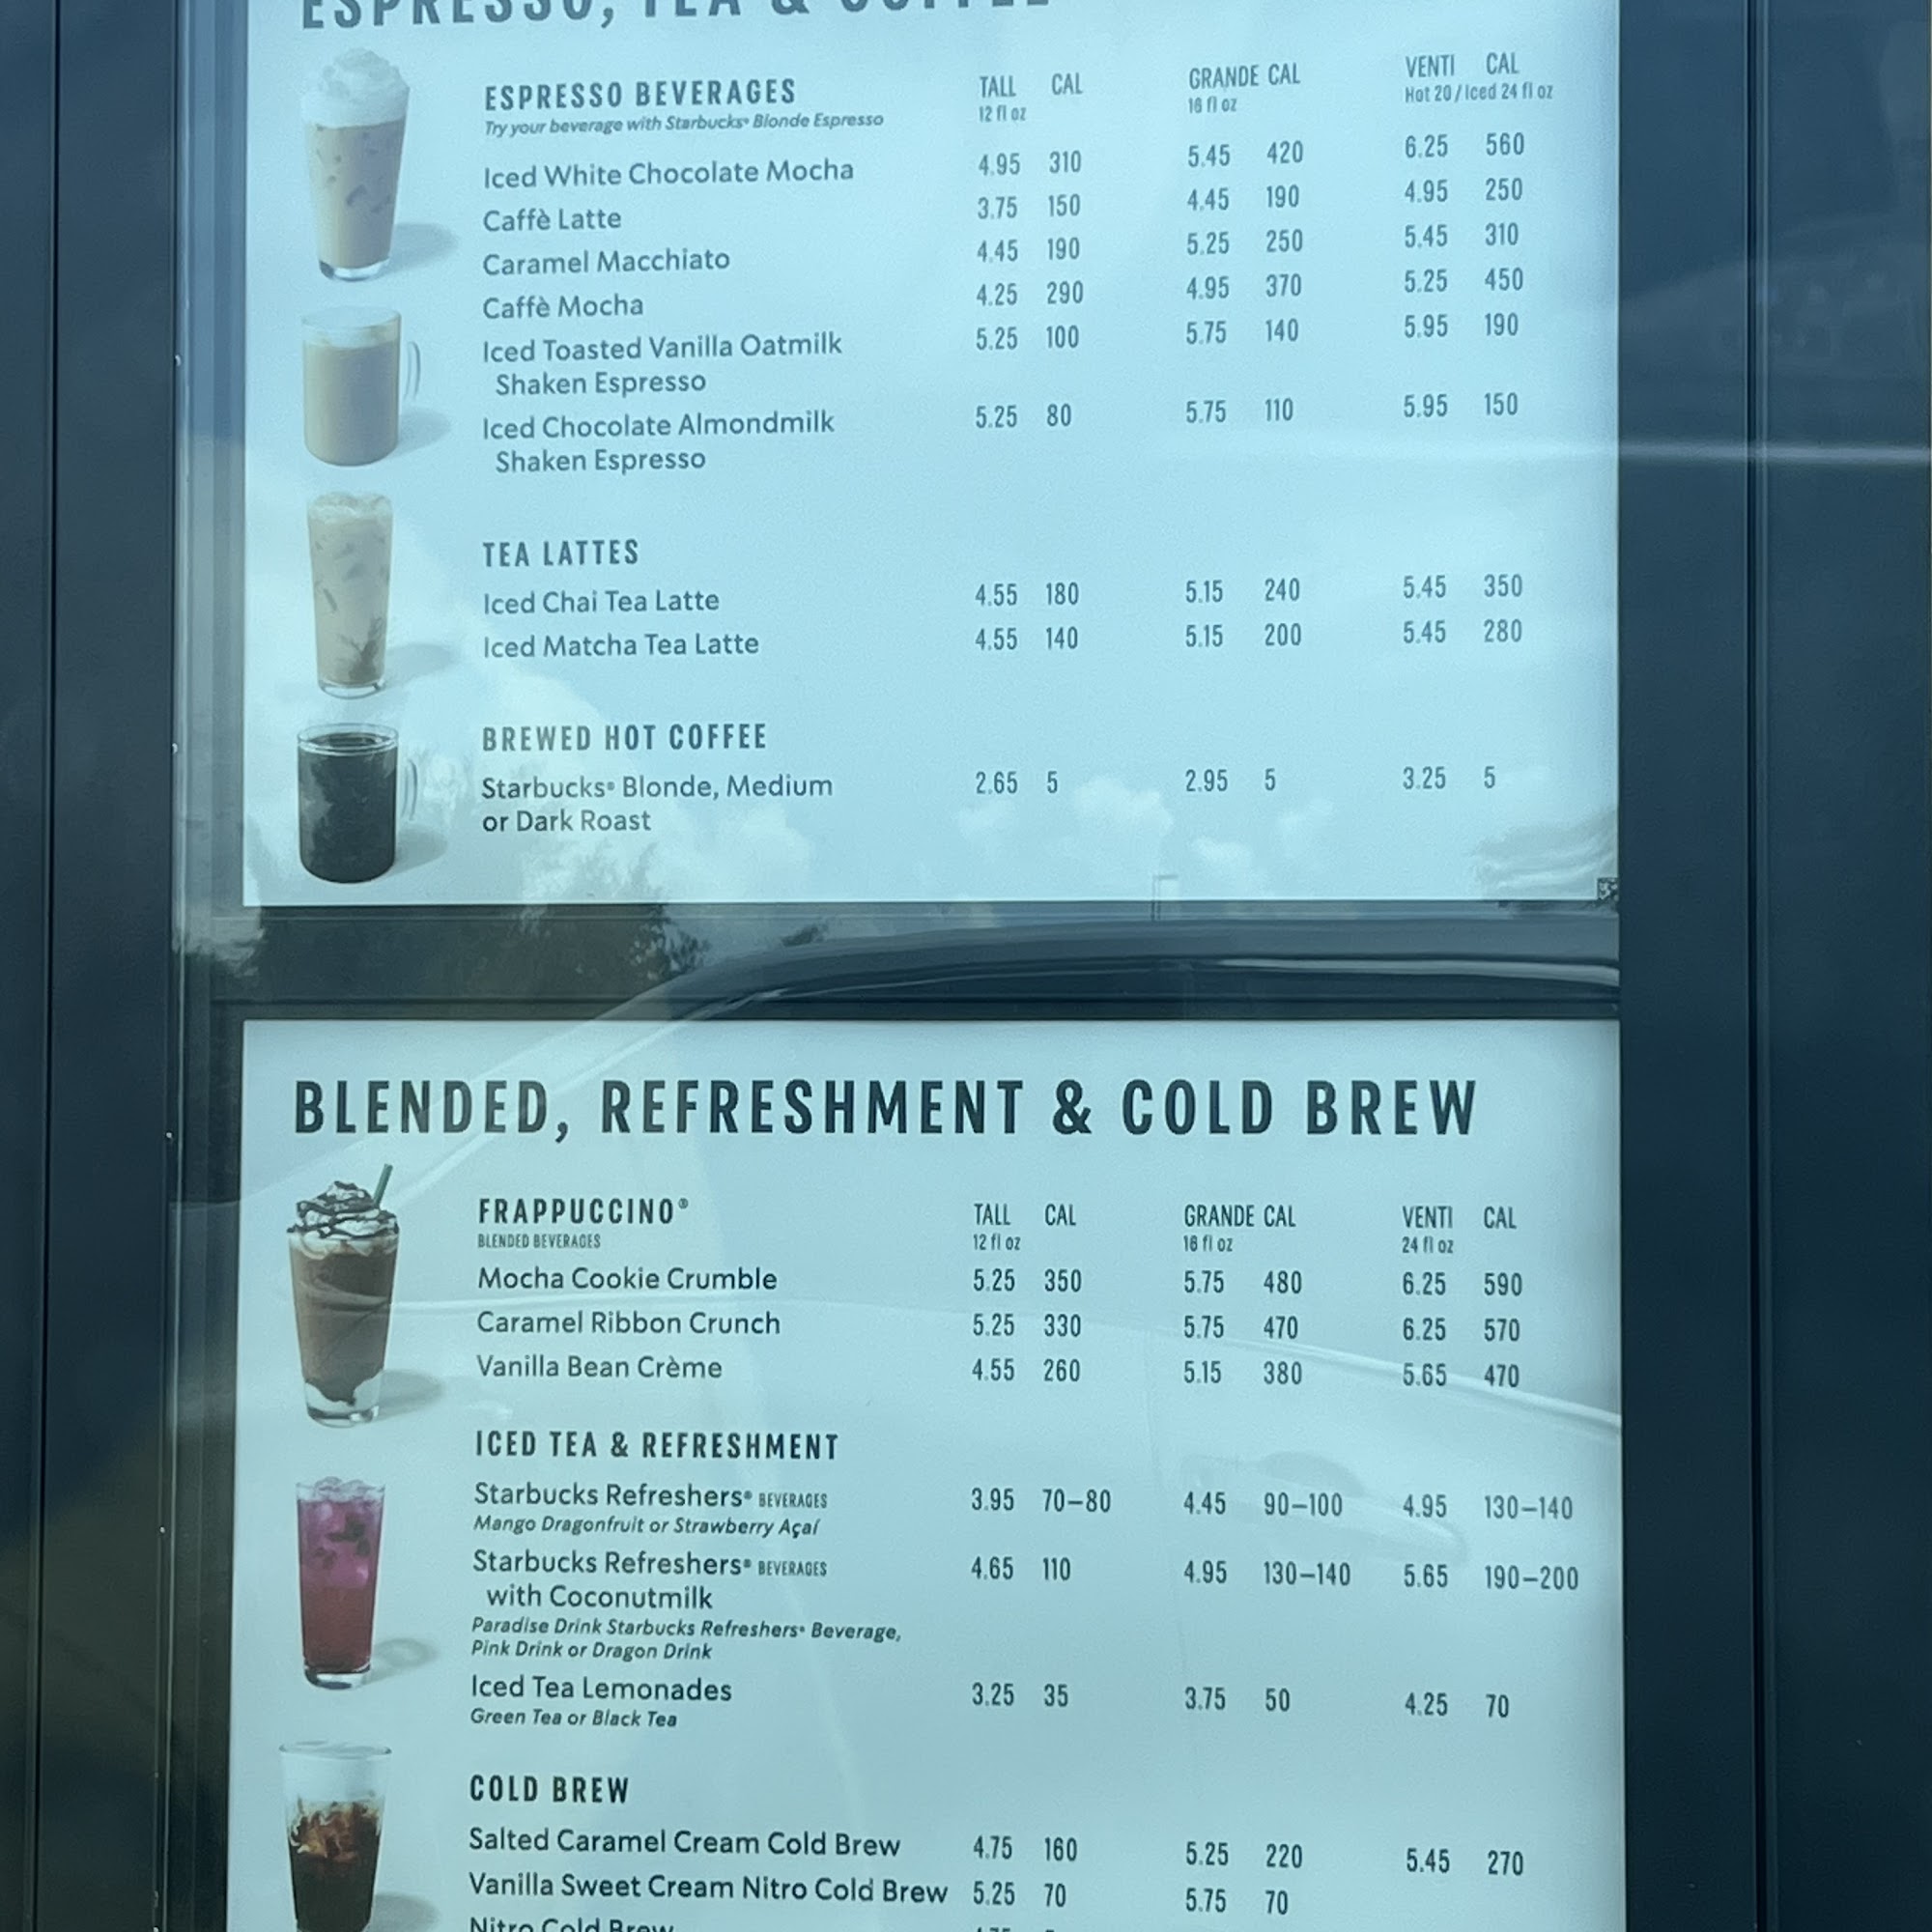 ESPRESSO, TEA & COFFEE
ESPRESSO BEVERAGES TALL CAL GRANDE CAL VENTI CAL
Try your beverage with Starbucks® Blonde Espresso 12 fl oz 16 fl oz Hot 20 / Iced 24 fl oz
Iced White Chocolate Mocha 4.95 310 5.45 420 6.25 560
Caffè Latte 3.75 150 4.45 190 4.95 250
Caramel Macchiato 4.45 190 5.25 250 5.45 310
Caffè Mocha 4.25 290 4.95 370 5.25 450
Iced Toasted Vanilla Oatmilk 5.25 100 5.75 140 5.95 190
Shaken Espresso
Iced Chocolate Almondmilk 5.25 80 5.75 110 5.95 150
Shaken Espresso
TEA LATTES
Iced Chai Tea Latte 4.55 180 5.15 240 5.45 350
Iced Matcha Tea Latte 4.55 140 5.15 200 5.45 280
BREWED HOT COFFEE
Starbucks® Blonde, Medium 2.65 5 2.95 5 3.25 5
or Dark Roast
BLENDED, REFRESHMENT & COLD BREW
FRAPPUCCINO® TALL CAL GRANDE CAL VENTI CAL
BLENDED BEVERAGES 12 fl oz 16 fl oz 24 fl oz
Mocha Cookie Crumble 5.25 350 5.75 480 6.25 590
Caramel Ribbon Crunch 5.25 330 5.75 470 6.25 570
Vanilla Bean Crème 4.55 260 5.15 380 5.65 470
ICED TEA & REFRESHMENT
Starbucks Refreshers® BEVERAGES 3.95 70–80 4.45 90–100 4.95 130–140
Mango Dragonfruit or Strawberry Açaí
Starbucks Refreshers® BEVERAGES 4.65 110 4.95 130–140 5.65 190–200
with Coconutmilk
Paradise Drink Starbucks Refreshers® Beverage,
Pink Drink or Dragon Drink
Iced Tea Lemonades 3.25 35 3.75 50 4.25 70
Green Tea or Black Tea
COLD BREW
Salted Caramel Cream Cold Brew 4.75 160 5.25 220 5.45 270
Vanilla Sweet Cream Nitro Cold Brew 5.25 70 5.75 70
Nitro Cold Brew